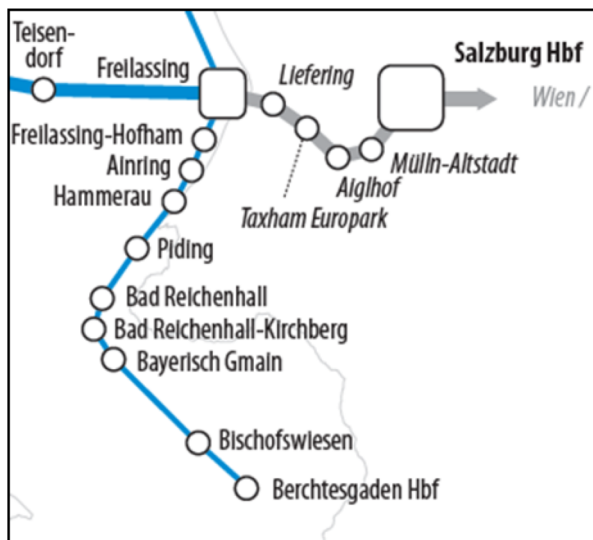 Teisen-
dorf
Freilassing
Liefering
Salzburg Hbf
Wien /
Freilassing-Hofham
Ainring
Hammerau
Mülln-Altstadt
Aiglhof
Taxham Europark
Piding
Bad Reichenhall
Bad Reichenhall-Kirchberg
Bayerisch Gmain
Bischofswiesen
Berchtesgaden Hbf